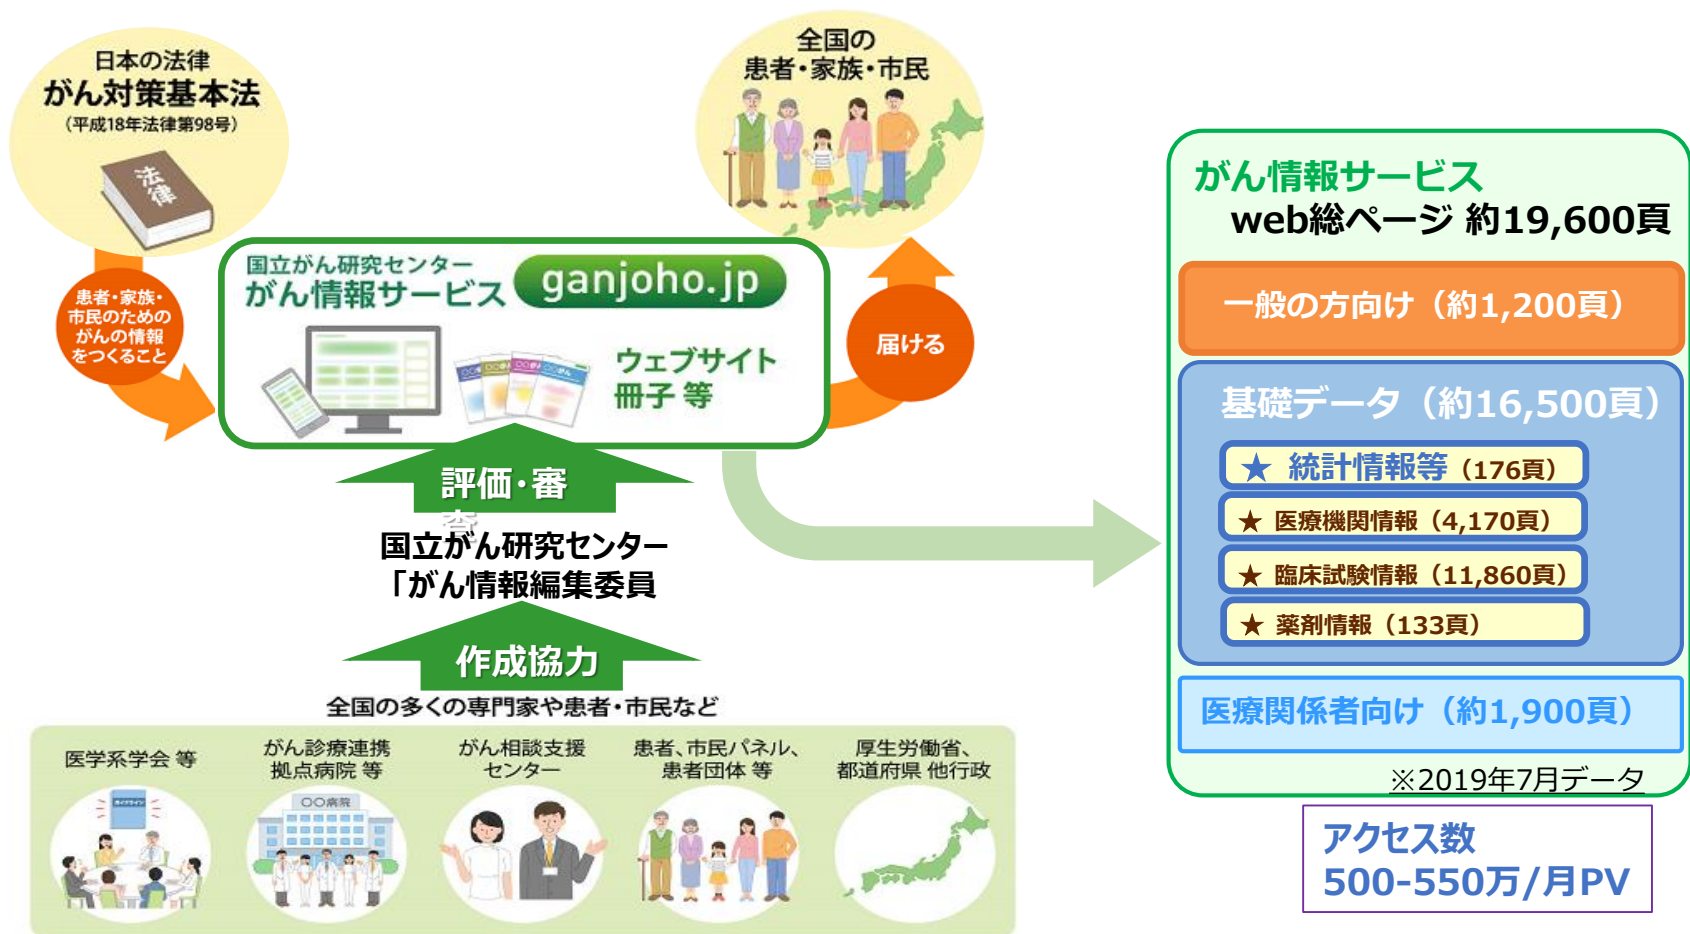 日本の法律
がん対策基本法
（平成18年法律第98号）
法律
患者・家族・
市民のための
がんの情報
をつくること
全国の
患者・家族・市民
国立がん研究センター
がん情報サービス
ganjoho.jp
ウェブサイト
冊子 等
届ける
評価・審
査
国立がん研究センター
「がん情報編集委員
作成協力
全国の多くの専門家や患者・市民など
医学系学会 等
がん診療連携
拠点病院 等
がん相談支援
センター
患者、市民パネル、
患者団体 等
厚生労働省、
都道府県 他行政
ガイドライン
〇〇病院
がん情報サービス
web総ページ 約19,600頁
一般の方向け（約1,200頁）
基礎データ（約16,500頁）
★ 統計情報等（176頁）
★ 医療機関情報（4,170頁）
★ 臨床試験情報（11,860頁）
★ 薬剤情報（133頁）
医療関係者向け（約1,900頁）
※2019年7月データ
アクセス数
500-550万/月PV